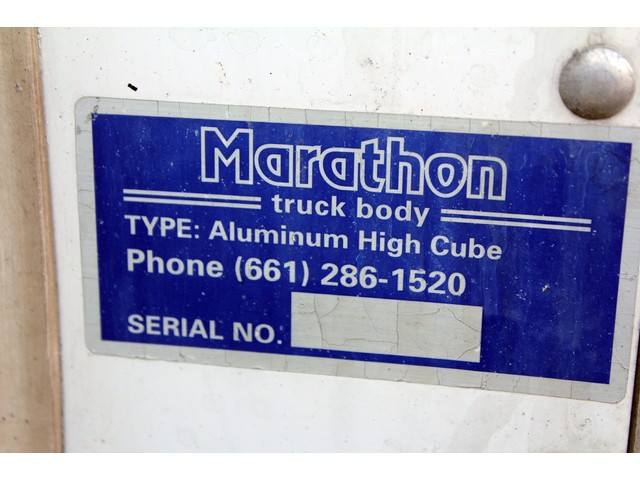 Marathon
truck body
TYPE: Aluminum High Cube
Phone (661) 286-1520
SERIAL NO.